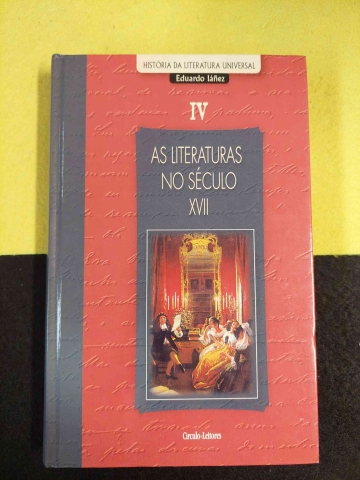 HISTÓRIA DA LITERATURA UNIVERSAL
Eduardo Iáñez
IV
AS LITERATURAS
NO SÉCULO
XVII
Círculo-Leitores